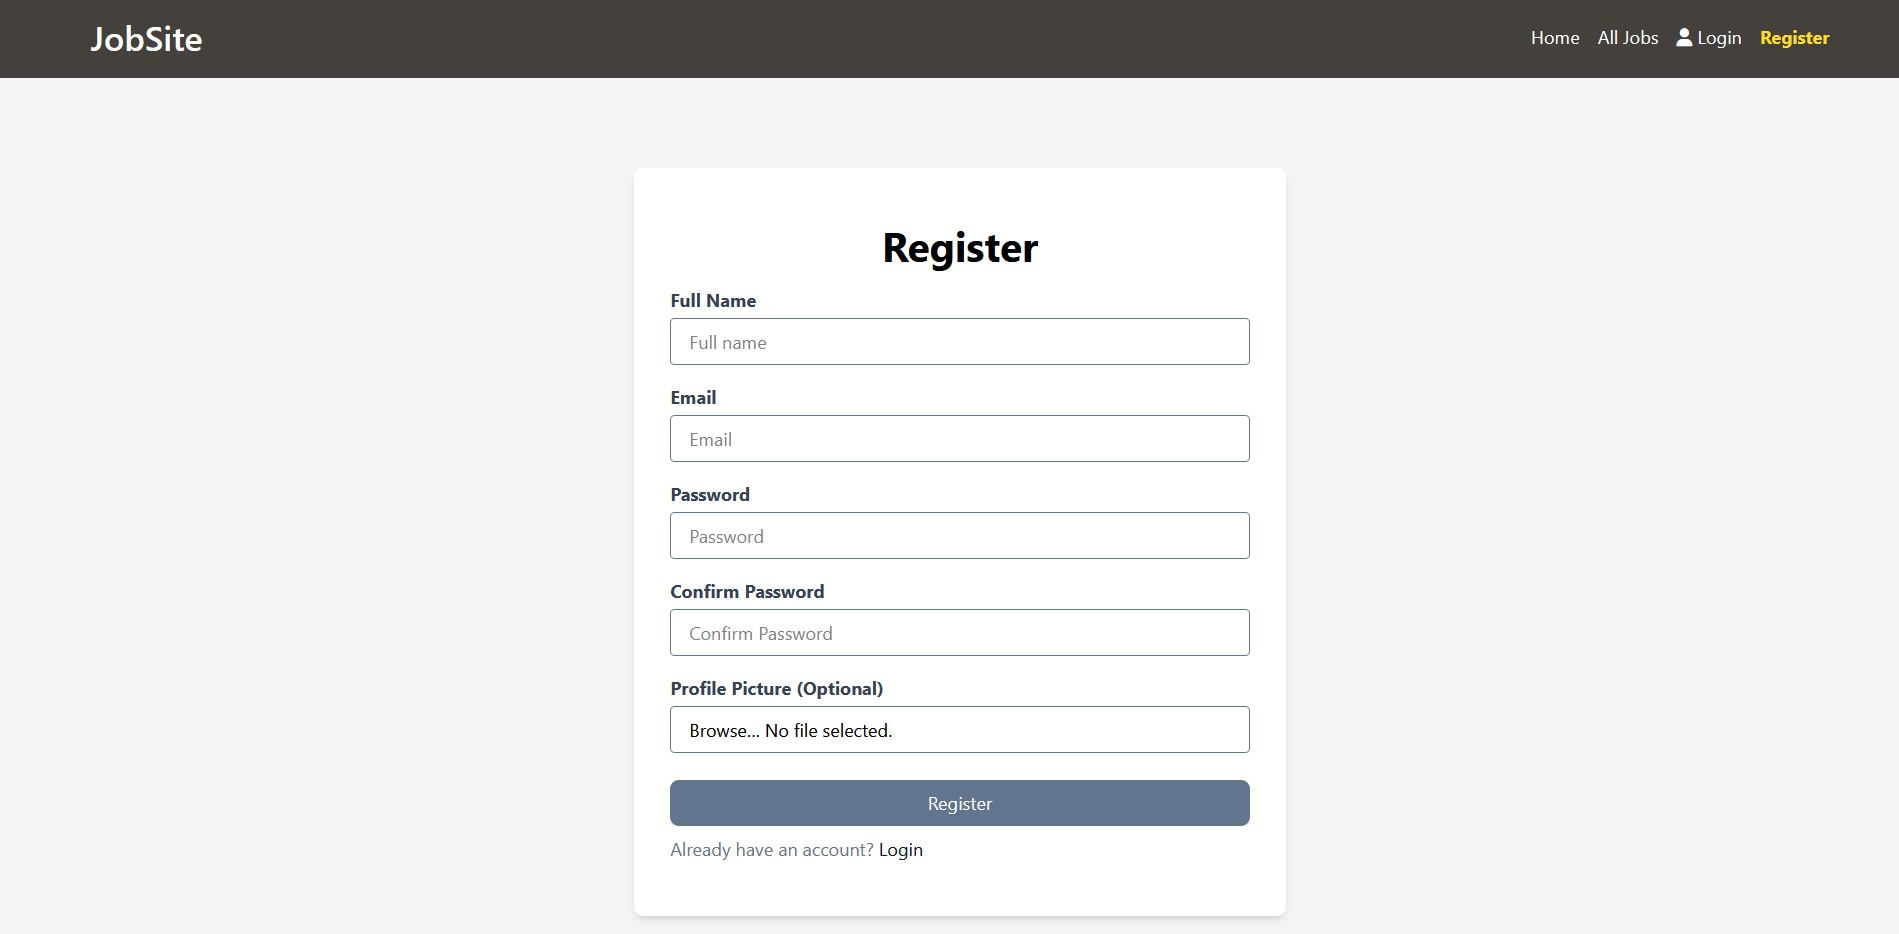 JobSite
Home All Jobs Login Register
Register
Full Name
Full name
Email
Email
Password
Password
Confirm Password
Confirm Password
Profile Picture (Optional)
Browse... No file selected.
Register
Already have an account? Login